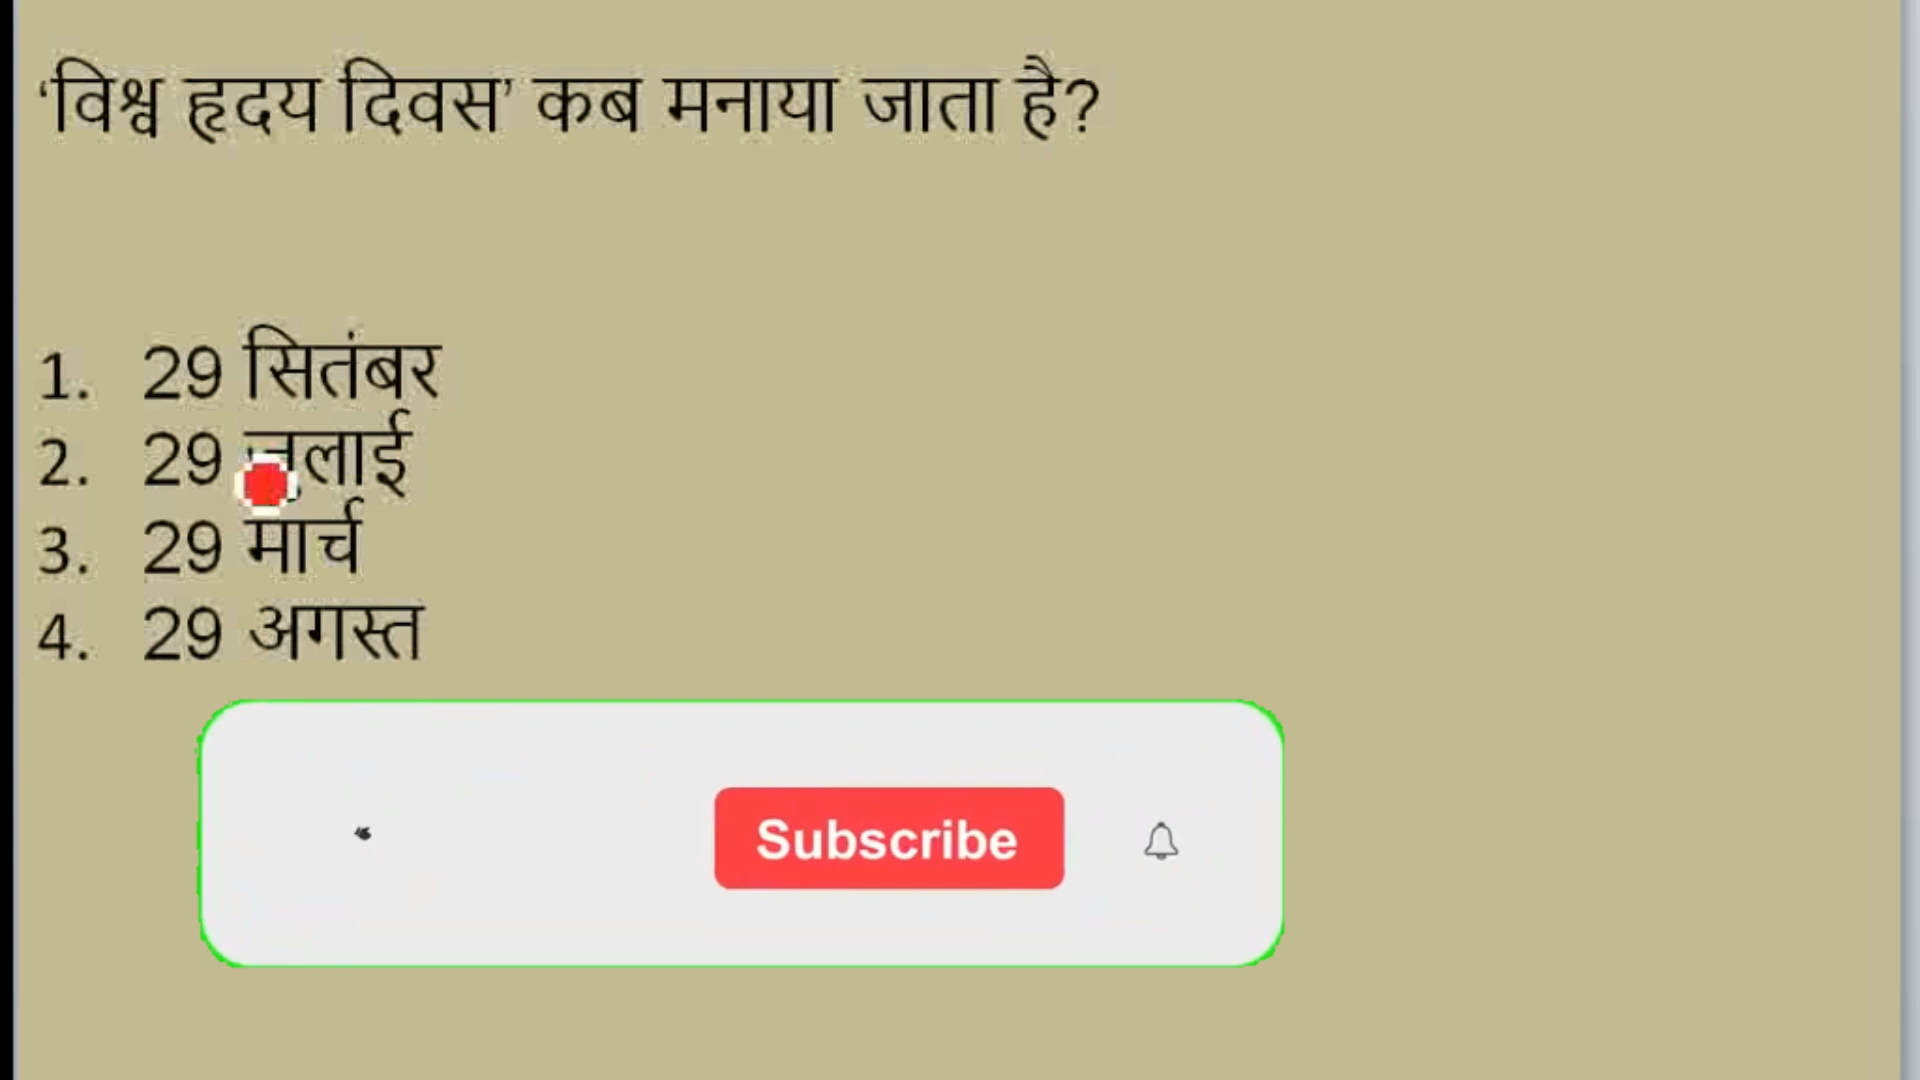 ‘विश्व हृदय दिवस’ कब मनाया जाता है?
1. 29 सितंबर
2. 29 जुलाई
3. 29 मार्च
4. 29 अगस्त
Subscribe